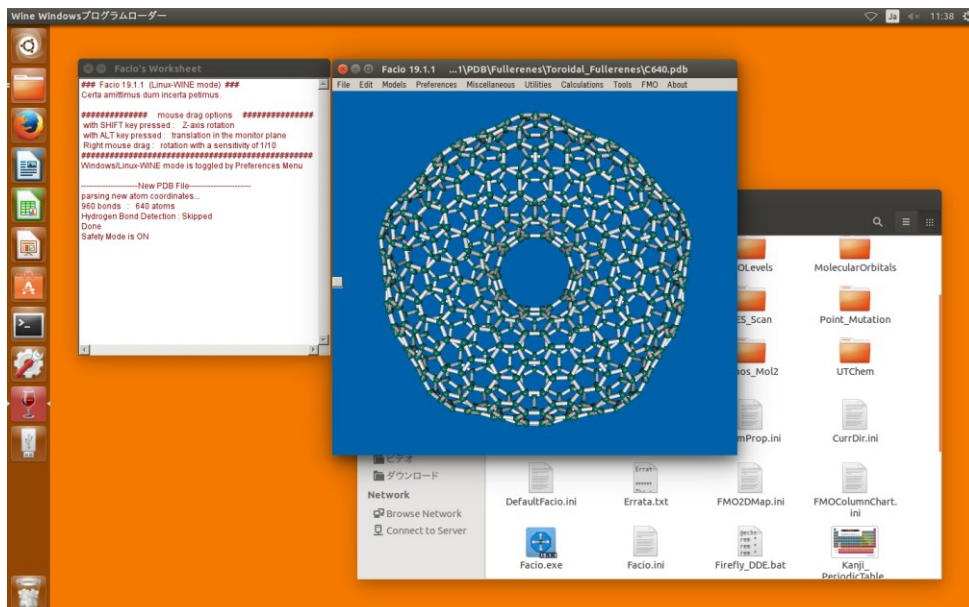 Wine Windowsプログラムローダー
Ja
11:38
Facio's Worksheet
### Facio 19.1.1 (Linux-WINE mode) ###
Certa amittimus dum incerta petimus.
############## mouse drag options ###############
with SHIFT key pressed : Z-axis rotation
with ALT key pressed : translation in the monitor plane
Right mouse drag : rotation with a sensitivity of 1/10
Windows/Linux-WINE mode is toggled by Preferences Menu
---------------------New PDB File-----------------------
parsing new atom coordinates...
960 bonds : 640 atoms
Hydrogen Bond Detection : Skipped
Done
Safety Mode is ON
Facio 19.1.1 ...1\PDB\Fullerenes\Toroidal_Fullerenes\C640.pdb
File Edit Models Preferences Miscellaneous Utilities Calculations Tools FMO About
OLevels
MolecularOrbitals
ES_Scan
Point_Mutation
pos_Mol2
UTChem
mProp.ini
CurrDir.ini
ビデオ
ダウンロード
Network
Browse Network
Connect to Server
DefaultFacio.ini
Errata.txt
FMO2DMap.ini
FMOColumnChart.ini
Facio.exe
Facio.ini
Firefly_DDE.bat
Kanji_
PeriodicTable